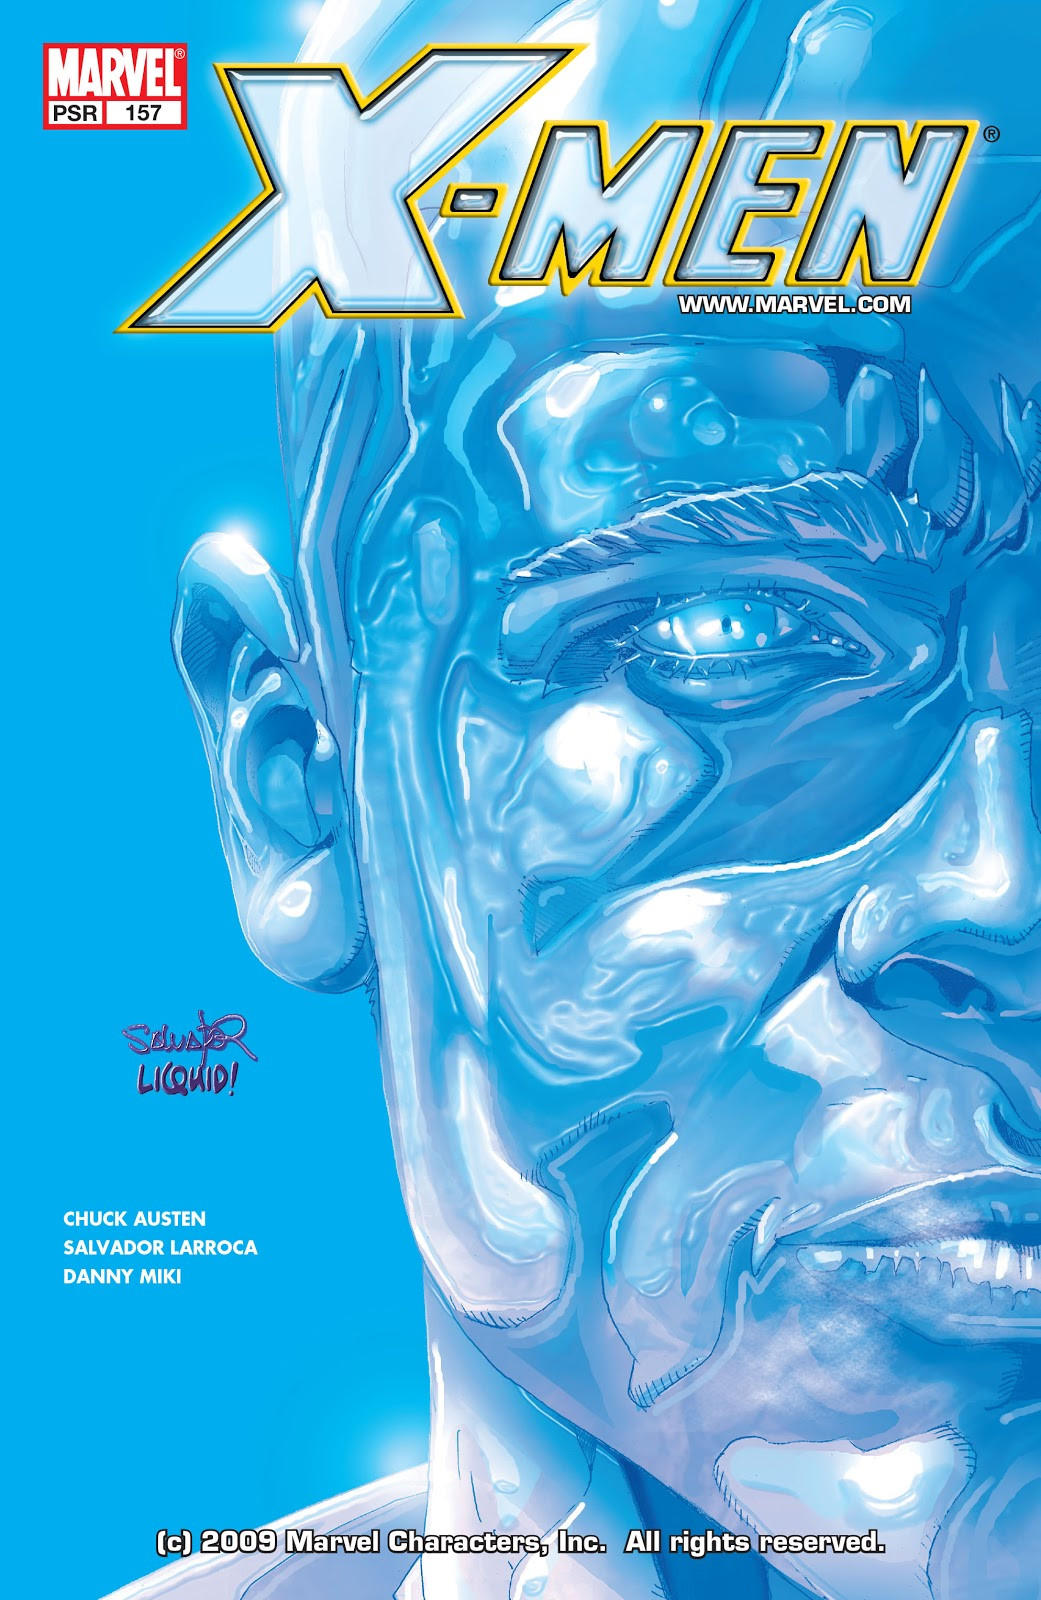 MARVEL®
PSR 157
X-MEN®
WWW.MARVEL.COM
SALVADOR
LICQUID!
CHUCK AUSTEN
SALVADOR LARROCA
DANNY MIKI
(c) 2009 Marvel Characters, Inc. All rights reserved.